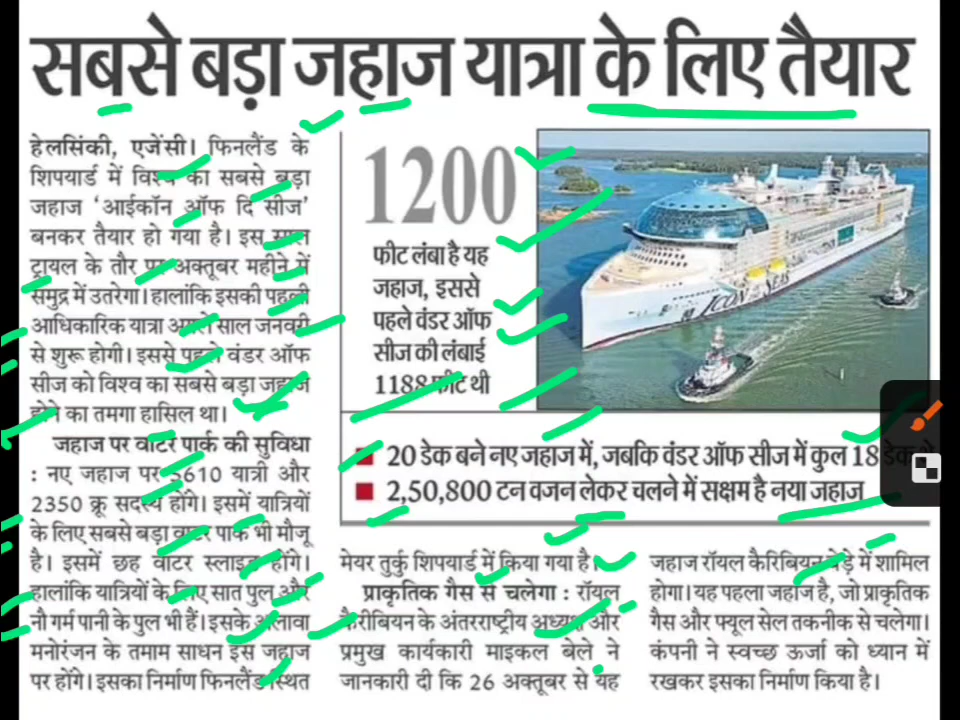 सबसे बड़ा जहाज यात्रा के लिए तैयार
हेलसिंकी, एजेंसी। फिनलैंड के
शिपयार्ड में विश्व का सबसे बड़ा
जहाज ‘आईकॉन ऑफ दि सीज’
बनकर तैयार हो गया है। इस साल
ट्रायल के तौर पर अक्तूबर महीने में
समुद्र में उतरेगा। हालांकि इसकी पहली
आधिकारिक यात्रा अगले साल जनवरी
से शुरू होगी। इससे पहले वंडर ऑफ
सीज को विश्व का सबसे बड़ा जहाज
होने का तमगा हासिल था।
जहाज पर वाटर पार्क की सुविधा
: नए जहाज पर 5610 यात्री और
2350 क्रू सदस्य होंगे। इसमें यात्रियों
के लिए सबसे बड़ा वाटर पार्क भी मौजू
है। इसमें छह वाटर स्लाइड होंगे।
हालांकि यात्रियों के लिए सात पुल और
नौ गर्म पानी के पुल भी हैं। इसके अलावा
मनोरंजन के तमाम साधन इस जहाज
पर होंगे। इसका निर्माण फिनलैंड स्थित
1200
फीट लंबा है यह
जहाज, इससे
पहले वंडर ऑफ
सीज की लंबाई
1188 फीट थी
ICON OF THE SEAS
20 डेक बने नए जहाज में, जबकि वंडर ऑफ सीज में कुल 18 डेक थे
2,50,800 टन वजन लेकर चलने में सक्षम है नया जहाज
मेयर तुर्कु शिपयार्ड में किया गया है।
प्राकृतिक गैस से चलेगा : रॉयल
कैरीबियन के अंतरराष्ट्रीय अध्यक्ष और
प्रमुख कार्यकारी माइकल बेले ने
जानकारी दी कि 26 अक्तूबर से यह
जहाज रॉयल कैरिबियन बेड़े में शामिल
होगा। यह पहला जहाज है, जो प्राकृतिक
गैस और फ्यूल सेल तकनीक से चलेगा।
कंपनी ने स्वच्छ ऊर्जा को ध्यान में
रखकर इसका निर्माण किया है।